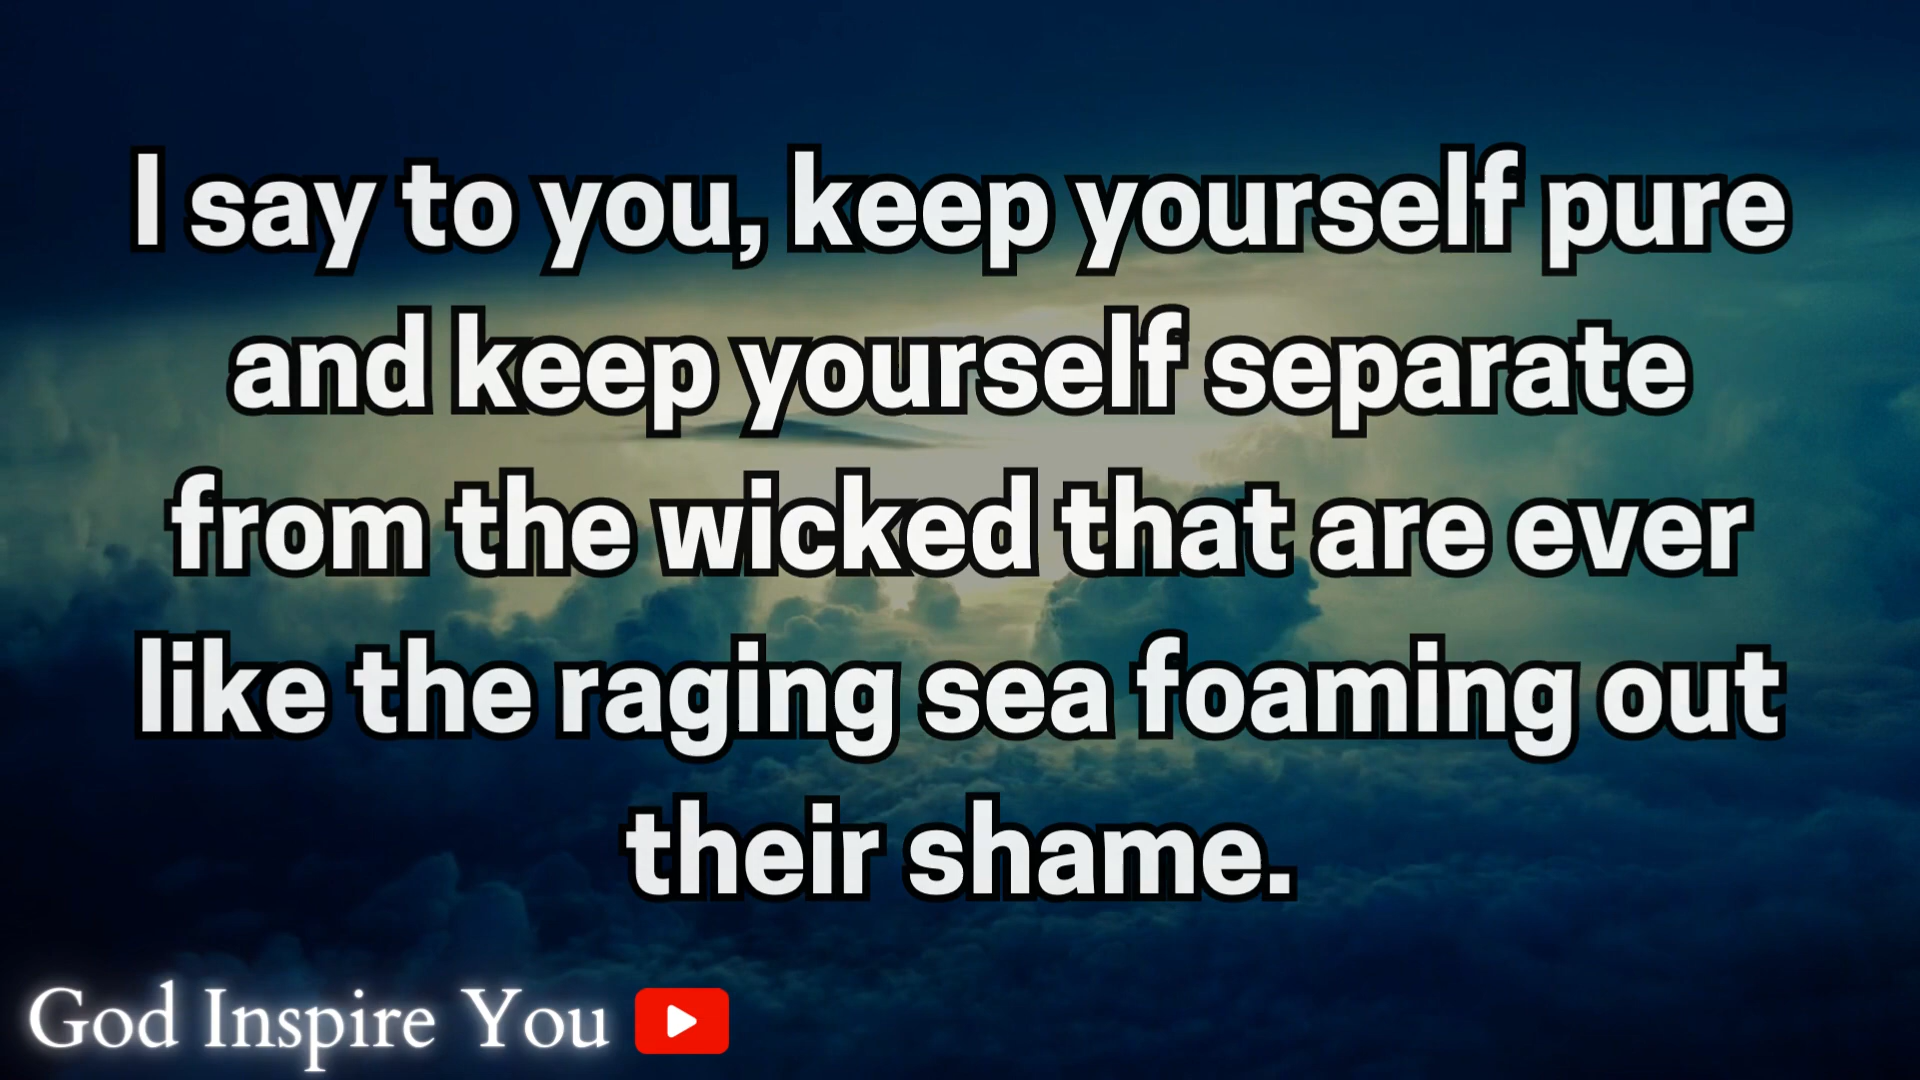 I say to you, keep yourself pure
and keep yourself separate
from the wicked that are ever
like the raging sea foaming out
their shame.
God Inspire You